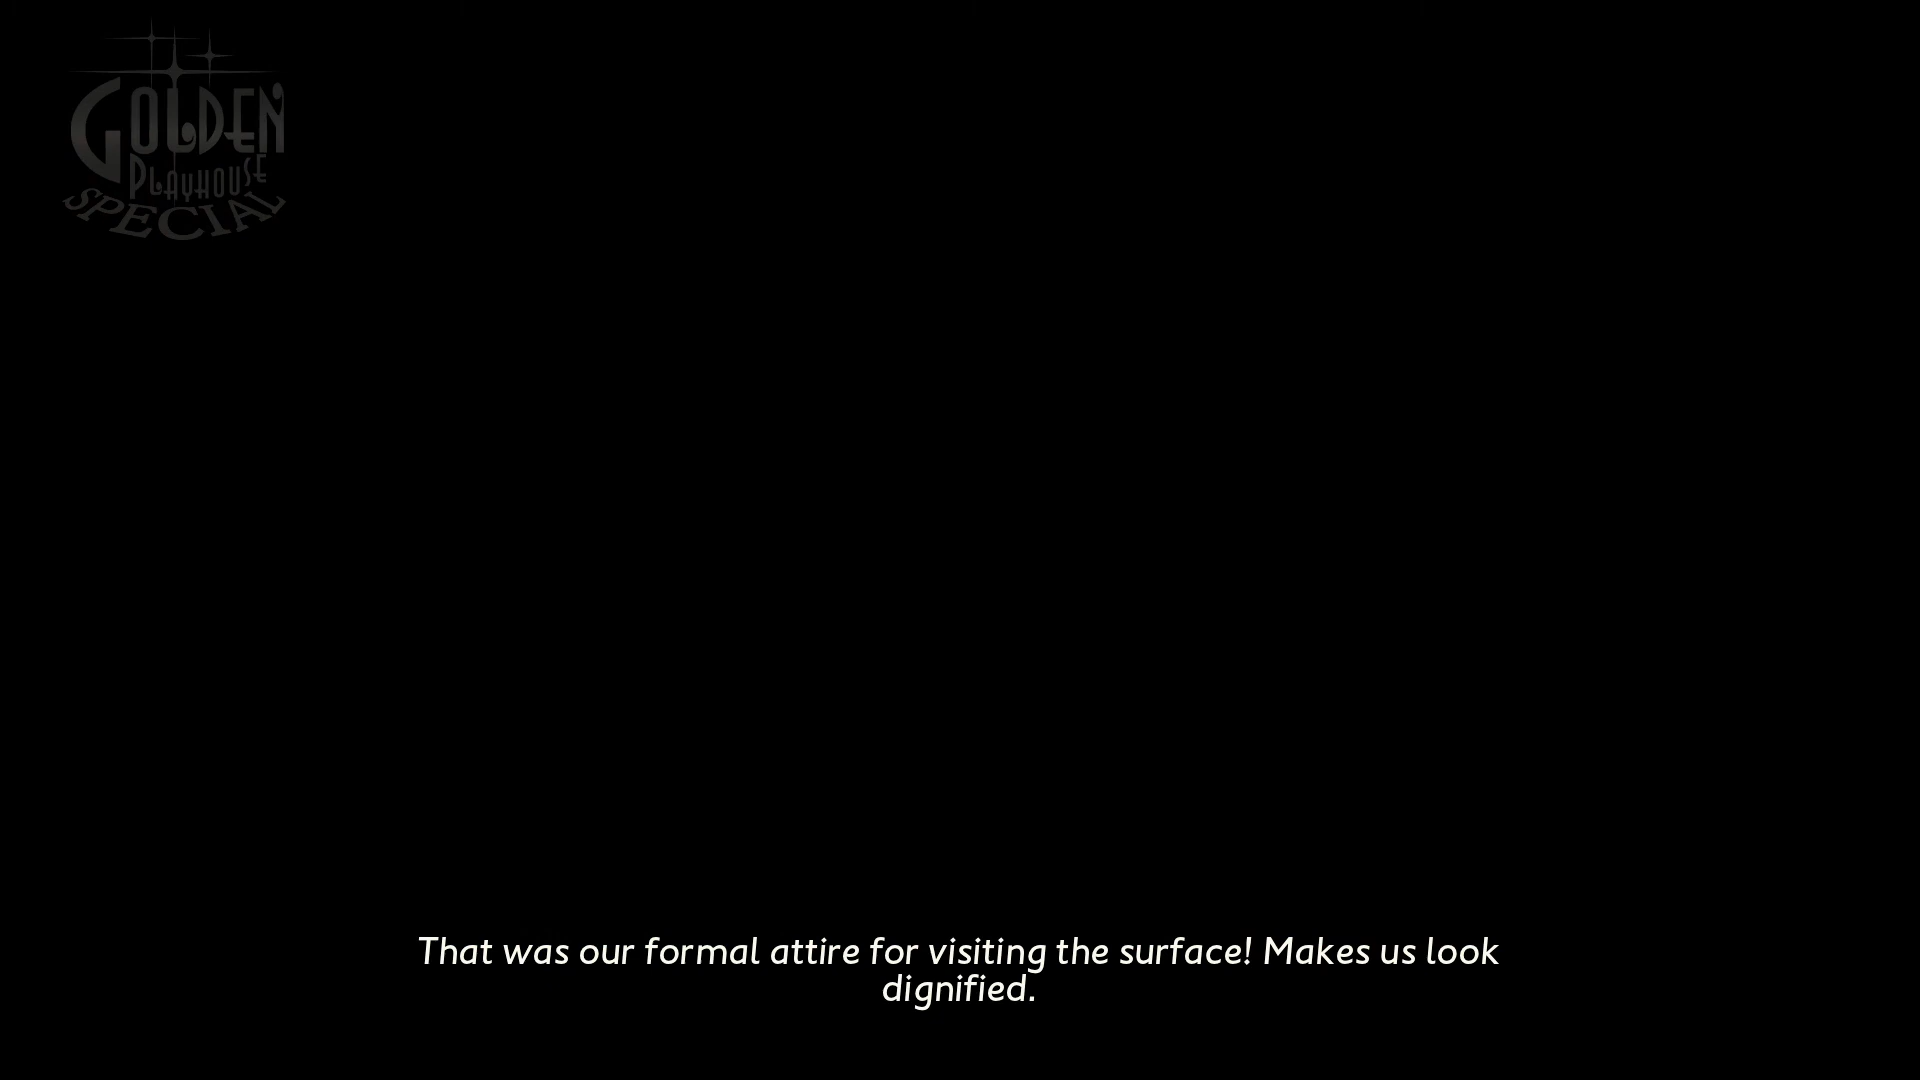 GOLDEN
PLAYHOUSE
SPECIAL
That was our formal attire for visiting the surface! Makes us look
dignified.